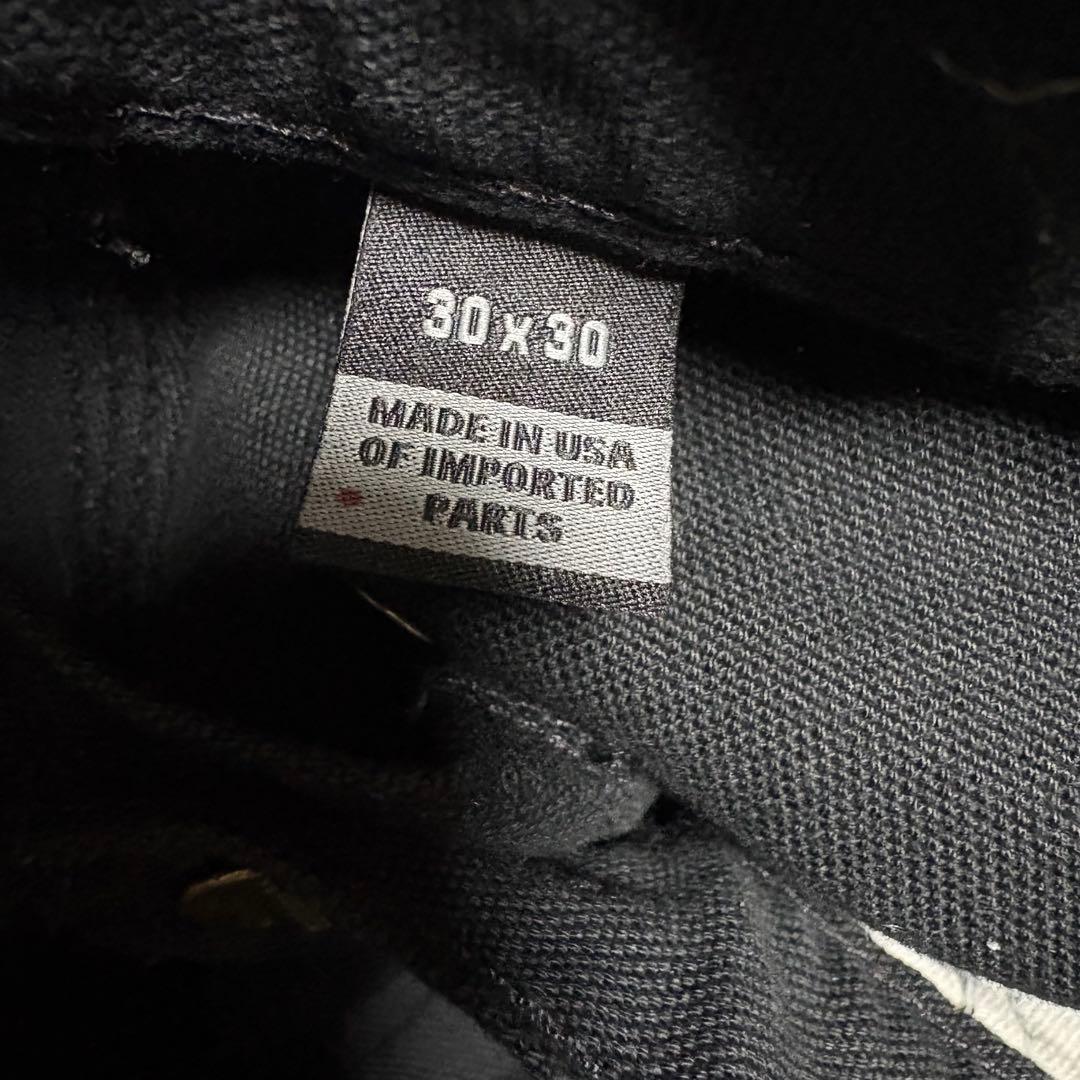 30 x 30
MADE IN USA
OF IMPORTED
PARTS